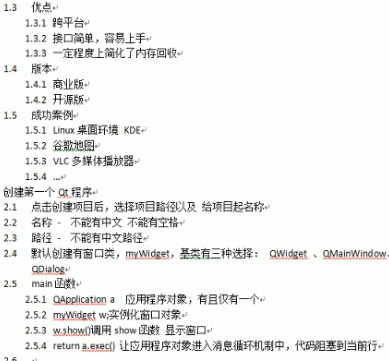 1.3 优点
1.3.1 跨平台
1.3.2 接口简单，容易上手
1.3.3 一定程度上简化了内存回收
1.4 版本
1.4.1 商业版
1.4.2 开源版
1.5 成功案例
1.5.1 Linux 桌面环境 KDE
1.5.2 谷歌地图
1.5.3 VLC 多媒体播放器
1.5.4 ...
创建第一个 Qt 程序
2.1 点击创建项目后，选择项目路径以及 给项目起名称
2.2 名称 - 不能有中文 不能有空格
2.3 路径 - 不能有中文路径
2.4 默认创建有窗口类，myWidget，基类有三种选择： QWidget 、QMainWindow、
QDialog
2.5 main 函数
2.5.1 QApplication a 应用程序对象，有且仅有一个
2.5.2 myWidget w;实例化窗口对象
2.5.3 w.show()调用 show 函数 显示窗口
2.5.4 return a.exec() 让应用程序对象进入消息循环机制中，代码阻塞到当前行